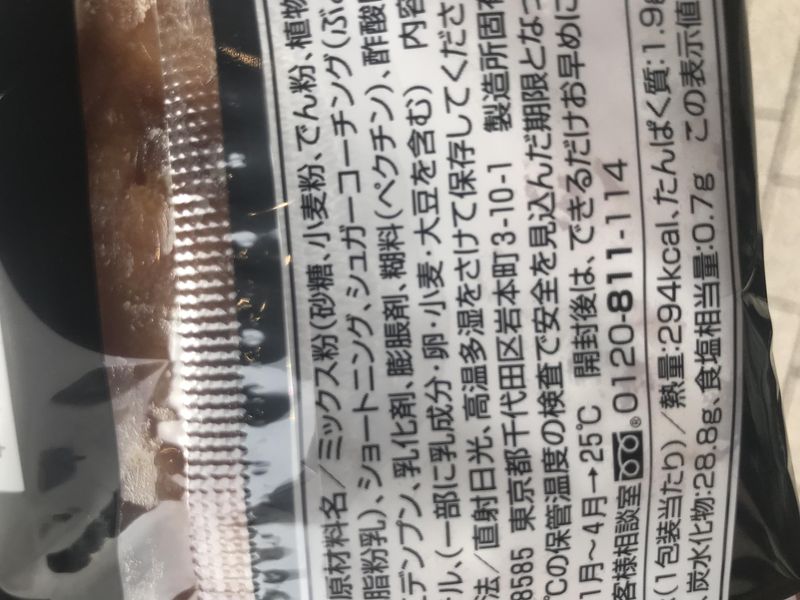 原材料名/ミックス粉(砂糖、小麦粉、でん粉、植物
脂粉乳)、ショートニング、シュガーコーチング(ぶ
デンプン、乳化剤、膨脹剤、糊料(ペクチン)、酢酸
ル、(一部に乳成分・卵・小麦・大豆を含む) 内容
法/直射日光、高温多湿をさけて保存してくださ
8585 東京都千代田区岩本町3-10-1 製造所固有
℃の保管温度の検査で安全を見込んだ期限となっ
1月〜4月→25℃ 開封後は、できるだけお早めに
客様相談室 0120-811-114
(1包装当たり)/熱量:294kcal、たんぱく質:1.9g
、炭水化物:28.8g、食塩相当量:0.7g この表示値